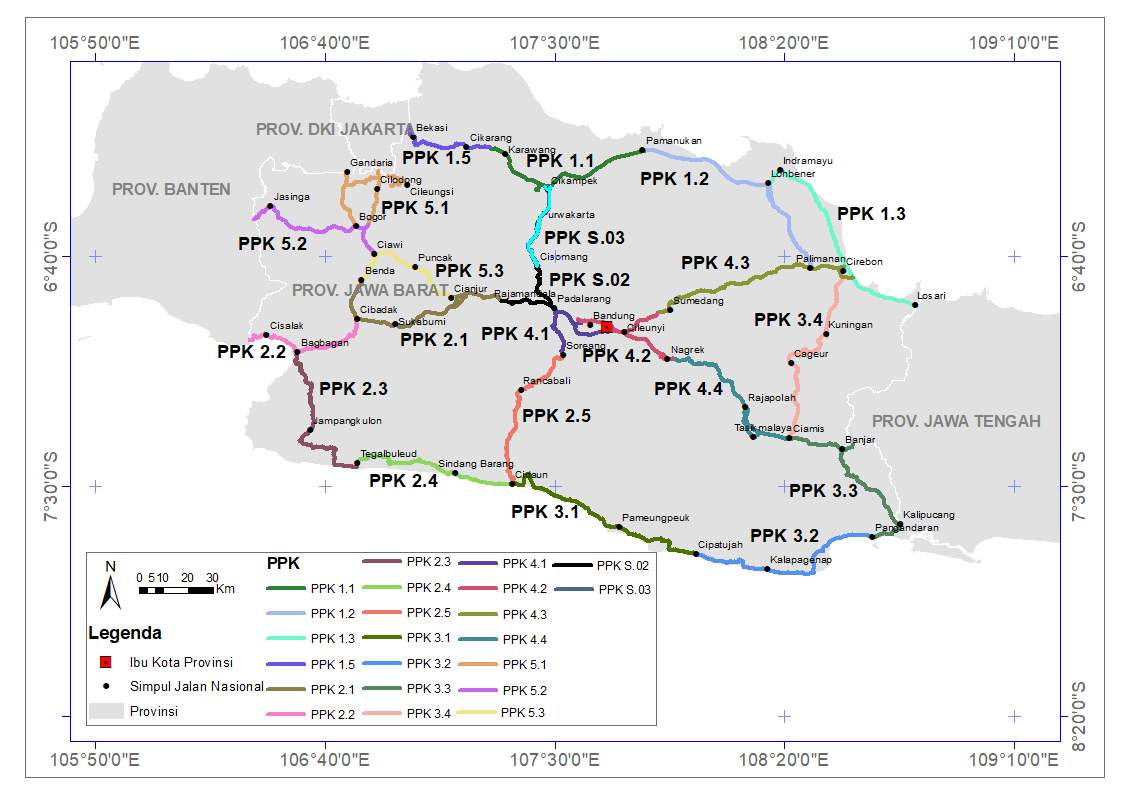 105°50'0"E 106°40'0"E 107°30'0"E 108°20'0"E 109°10'0"E
PROV. DKI JAKARTA
Bekasi
Cikarang
PPK 1.5
Karawang
PPK 1.1
Pamanukan
PPK 1.2
Indramayu
Lohbener
Gandaria
Cilodong
Cileungsi
Cikampek
PROV. BANTEN
Jasinga
PPK 5.1
PPK 1.3
Bogor
Purwakarta
PPK 5.2
PPK S.03
6°40'0"S
Ciawi
Puncak
Cisomang
PPK 4.3
Palimanan
Cirebon
6°40'0"S
Benda
PPK 5.3
PPK S.02
PROV. JAWA BARAT
Cianjur
Rajamandala
Padalarang
Sumedang
Losari
Cibadak
Sukabumi
Bandung
PPK 3.4
Cisalak
PPK 2.1
PPK 4.1
Cileunyi
Kuningan
PPK 2.2
Bagbagan
Soreang
PPK 4.2
Nagrek
Cageur
PPK 2.3
Rancabali
PPK 4.4
Rajapolah
Jampangkulon
PPK 2.5
Tasikmalaya
Ciamis
PROV. JAWA TENGAH
Banjar
Tegalbuleud
Sindang Barang
7°30'0"S
PPK 2.4
Cidaun
PPK 3.3
7°30'0"S
PPK 3.1
Pameungpeuk
Kalipucang
Pangandaran
PPK 3.2
Cipatujah
Kalapagenap
N
0 5 10 20 30
Km
Legenda
Ibu Kota Provinsi
Simpul Jalan Nasional
Provinsi
PPK
PPK 1.1
PPK 1.2
PPK 1.3
PPK 1.5
PPK 2.1
PPK 2.2
PPK 2.3
PPK 2.4
PPK 2.5
PPK 3.1
PPK 3.2
PPK 3.3
PPK 3.4
PPK 4.1
PPK 4.2
PPK 4.3
PPK 4.4
PPK 5.1
PPK 5.2
PPK 5.3
PPK S.02
PPK S.03
8°20'0"S
105°50'0"E 106°40'0"E 107°30'0"E 108°20'0"E 109°10'0"E